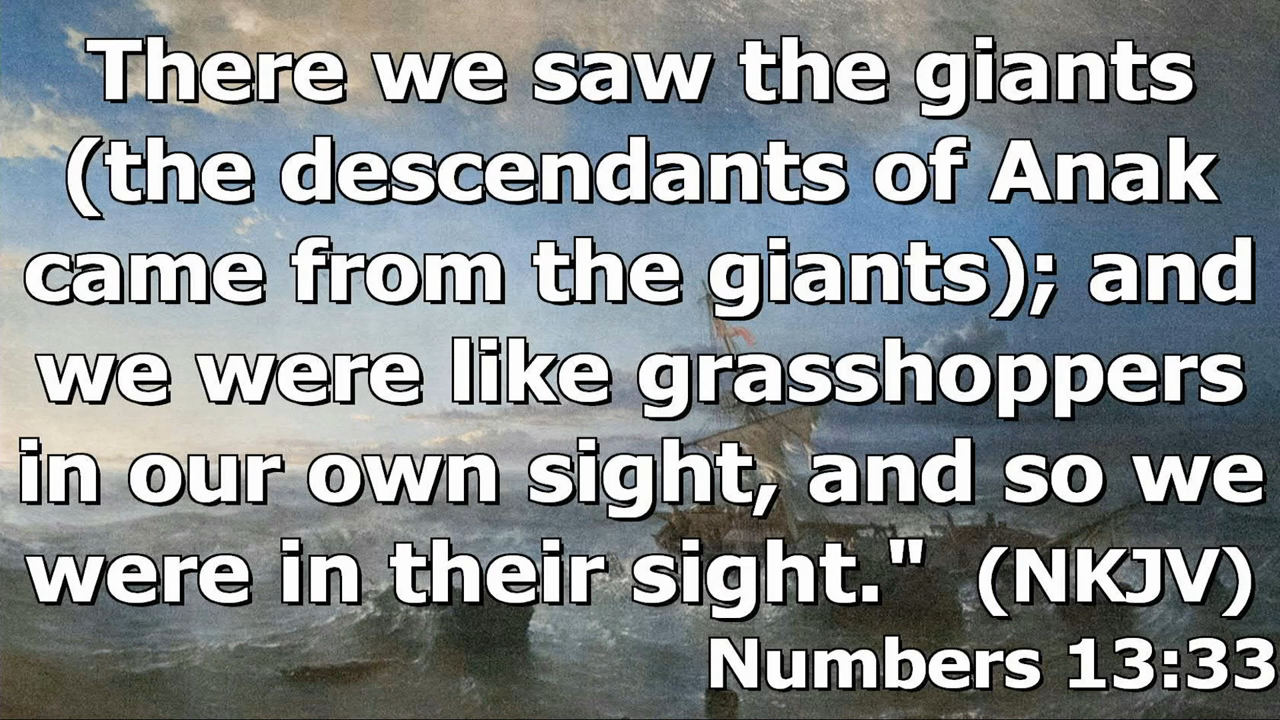 There we saw the giants
(the descendants of Anak
came from the giants); and
we were like grasshoppers
in our own sight, and so we
were in their sight." (NKJV)
Numbers 13:33